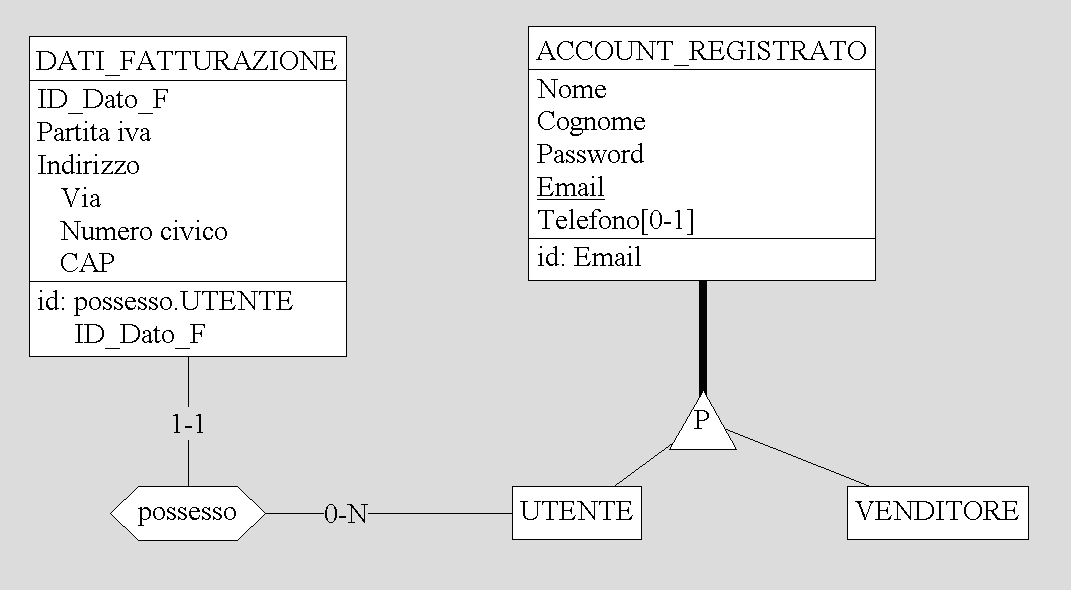 DATI_FATTURAZIONE
ID_Dato_F
Partita iva
Indirizzo
Via
Numero civico
CAP
id: possesso.UTENTE
ID_Dato_F
ACCOUNT_REGISTRATO
Nome
Cognome
Password
Email
Telefono[0-1]
id: Email
1-1
P
possesso
0-N
UTENTE
VENDITORE